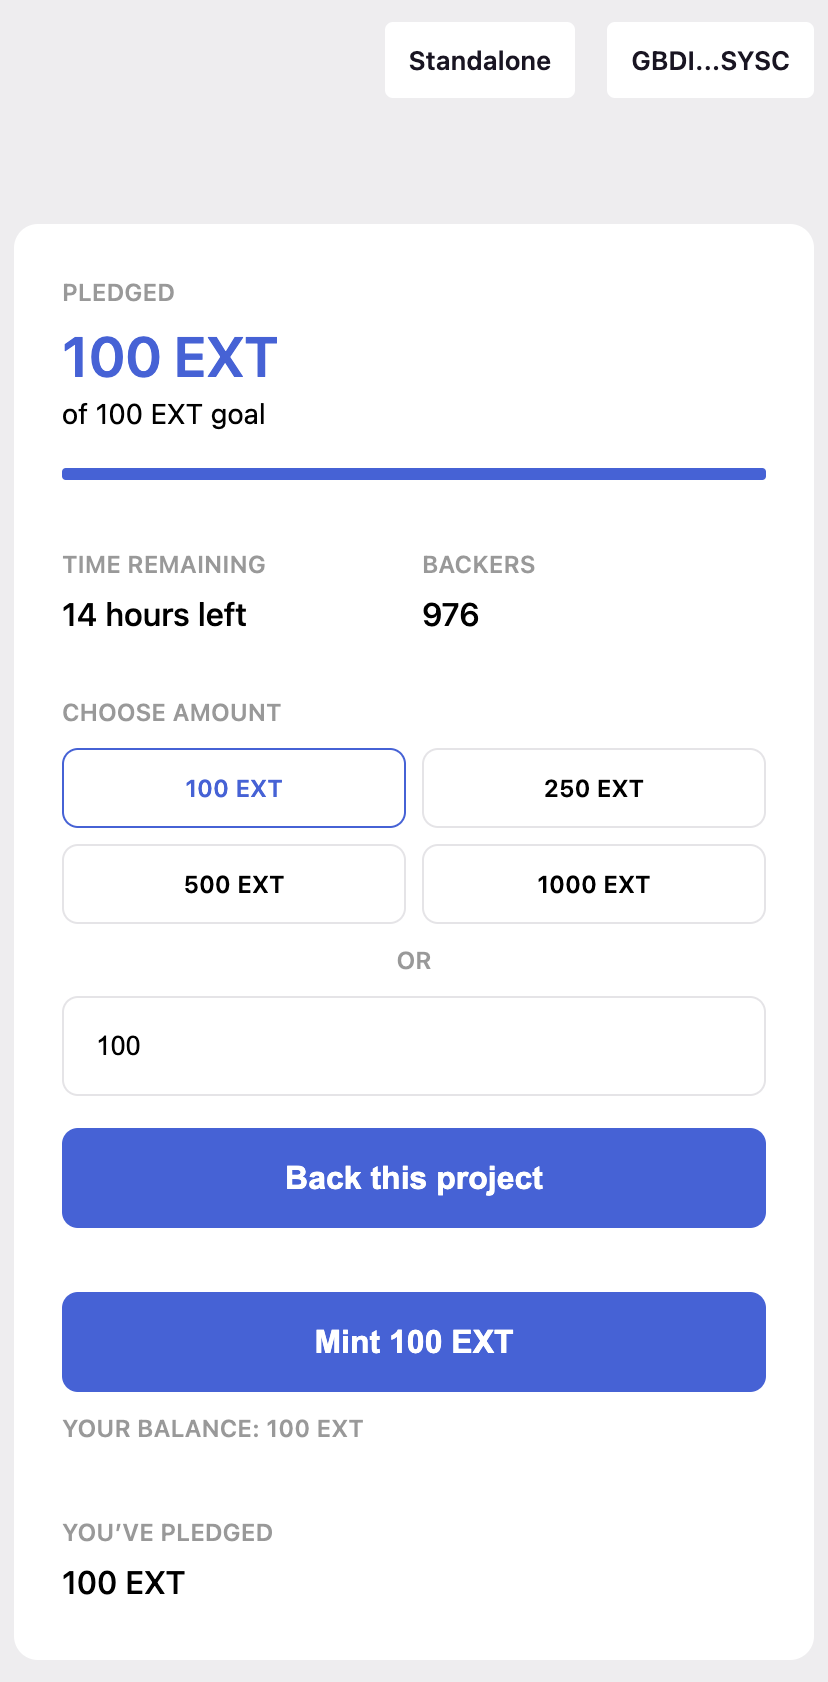 Standalone
GBDI...SYSC
PLEDGED
100 EXT
of 100 EXT goal
TIME REMAINING
BACKERS
14 hours left
976
CHOOSE AMOUNT
100 EXT
250 EXT
500 EXT
1000 EXT
OR
100
Back this project
Mint 100 EXT
YOUR BALANCE: 100 EXT
YOU’VE PLEDGED
100 EXT